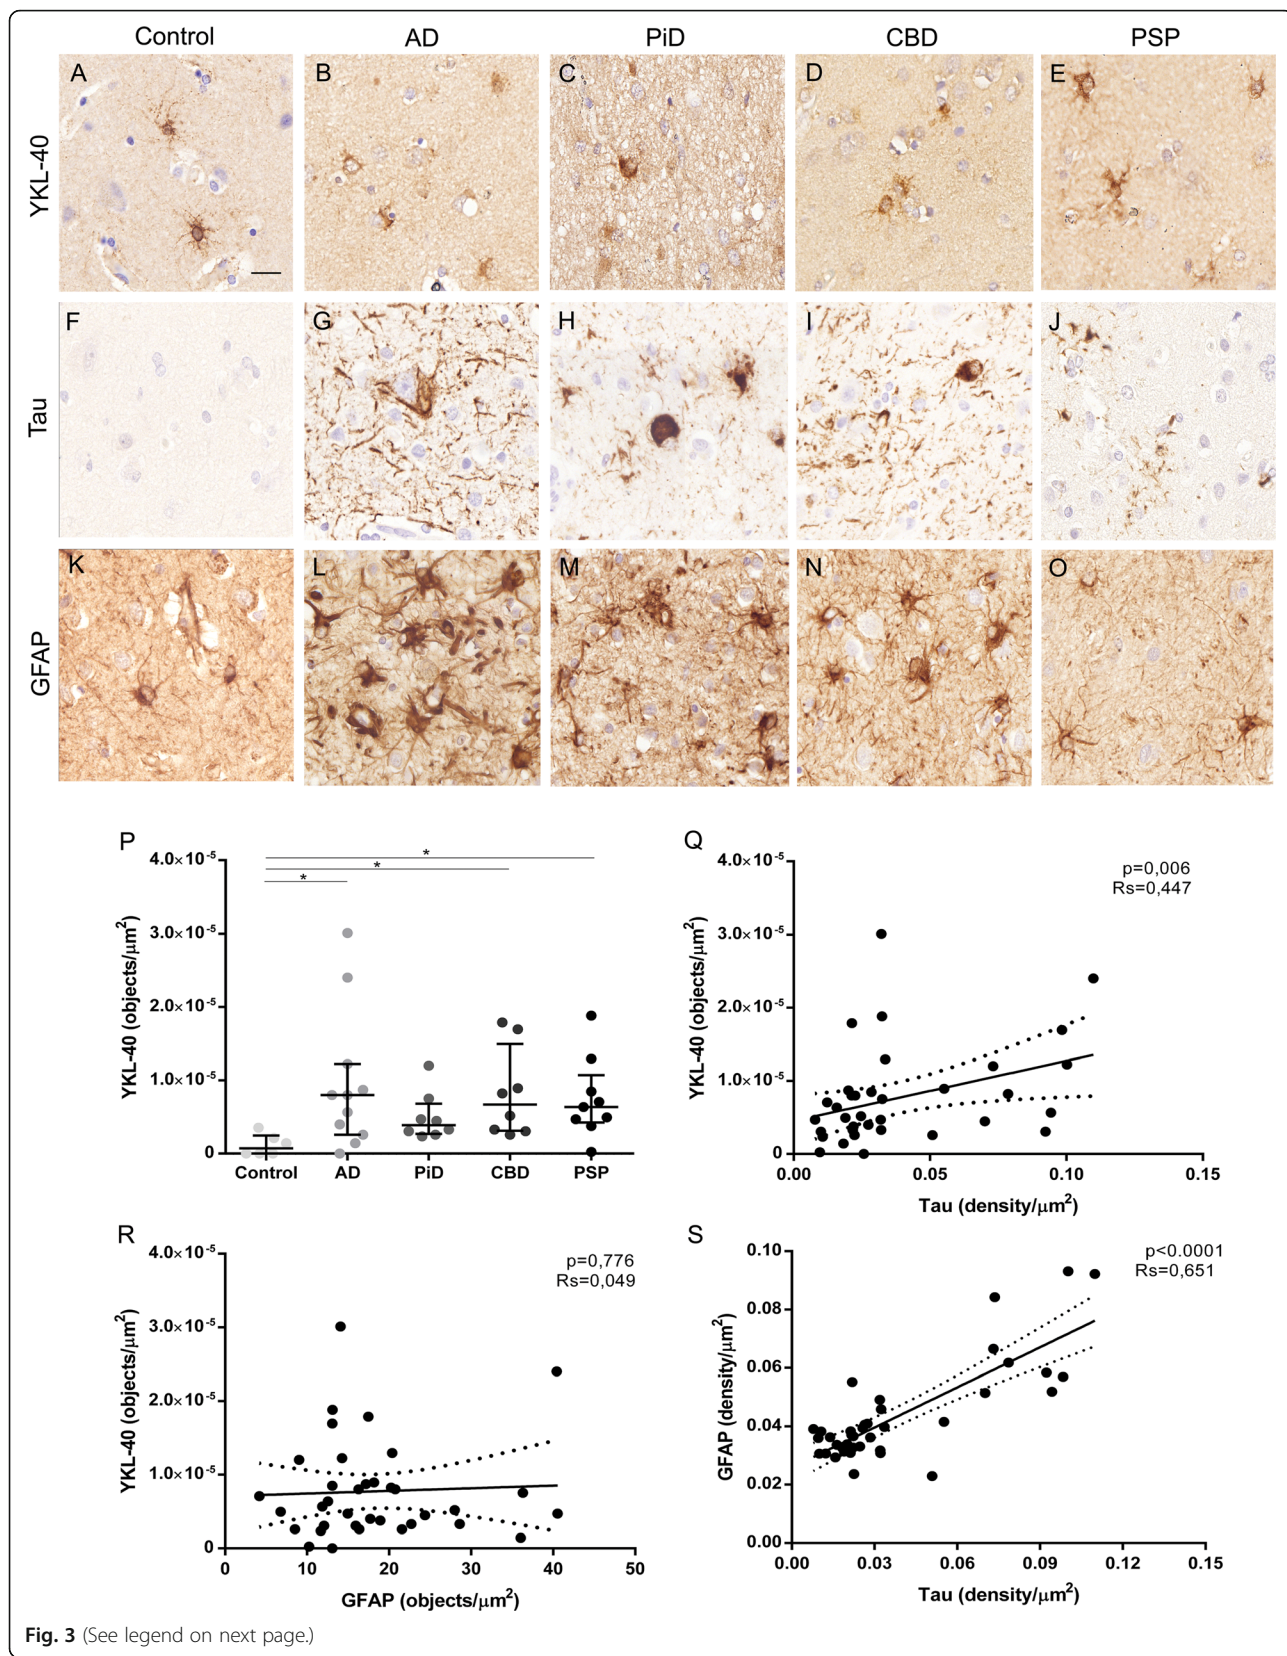 Control AD PiD CBD PSP
YKL-40
A B C D E
Tau
F G H I J
GFAP
K L M N O
P
4.0×10⁻⁵
3.0×10⁻⁵
2.0×10⁻⁵
1.0×10⁻⁵
0
YKL-40 (objects/μm²)
* * *
Control AD PiD CBD PSP
Q
p=0,006
Rs=0,447
4.0×10⁻⁵
3.0×10⁻⁵
2.0×10⁻⁵
1.0×10⁻⁵
0
YKL-40 (objects/μm²)
0.00 0.05 0.10 0.15
Tau (density/μm²)
R
p=0,776
Rs=0,049
4.0×10⁻⁵
3.0×10⁻⁵
2.0×10⁻⁵
1.0×10⁻⁵
0
YKL-40 (objects/μm²)
0 10 20 30 40 50
GFAP (objects/μm²)
S
p<0.0001
Rs=0,651
0.10
0.08
0.06
0.04
0.02
0.00
GFAP (density/μm²)
0.00 0.03 0.06 0.09 0.12 0.15
Tau (density/μm²)
Fig. 3 (See legend on next page.)